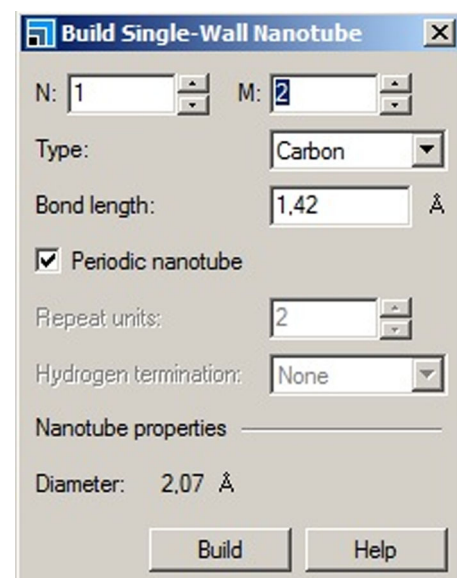 Build Single-Wall Nanotube
N: 1 M: 2
Type: Carbon
Bond length: 1,42 Å
Periodic nanotube
Repeat units: 2
Hydrogen termination: None
Nanotube properties
Diameter: 2,07 Å
Build Help